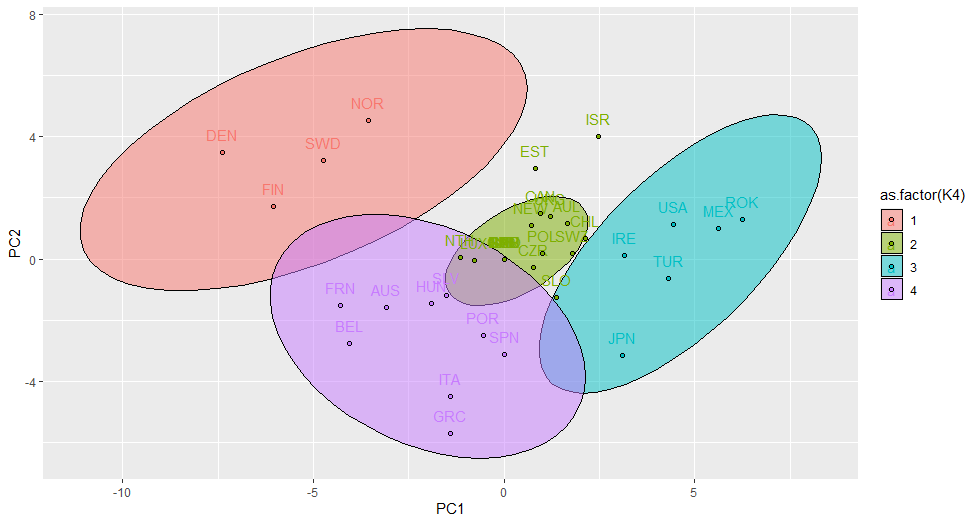 8
NOR
ISR
4
DEN
SWD
EST
FIN
USA
MEX
ROK
CHL
AUL
NEW
POL
SWZ
IRE
0
LUX
CZR
TUR
SLV
SLO
FRN
AUS
HUN
BEL
POR
SPN
JPN
-4
ITA
GRC
-10
-5
0
5
PC1
PC2
as.factor(K4)
a 1
a 2
a 3
a 4